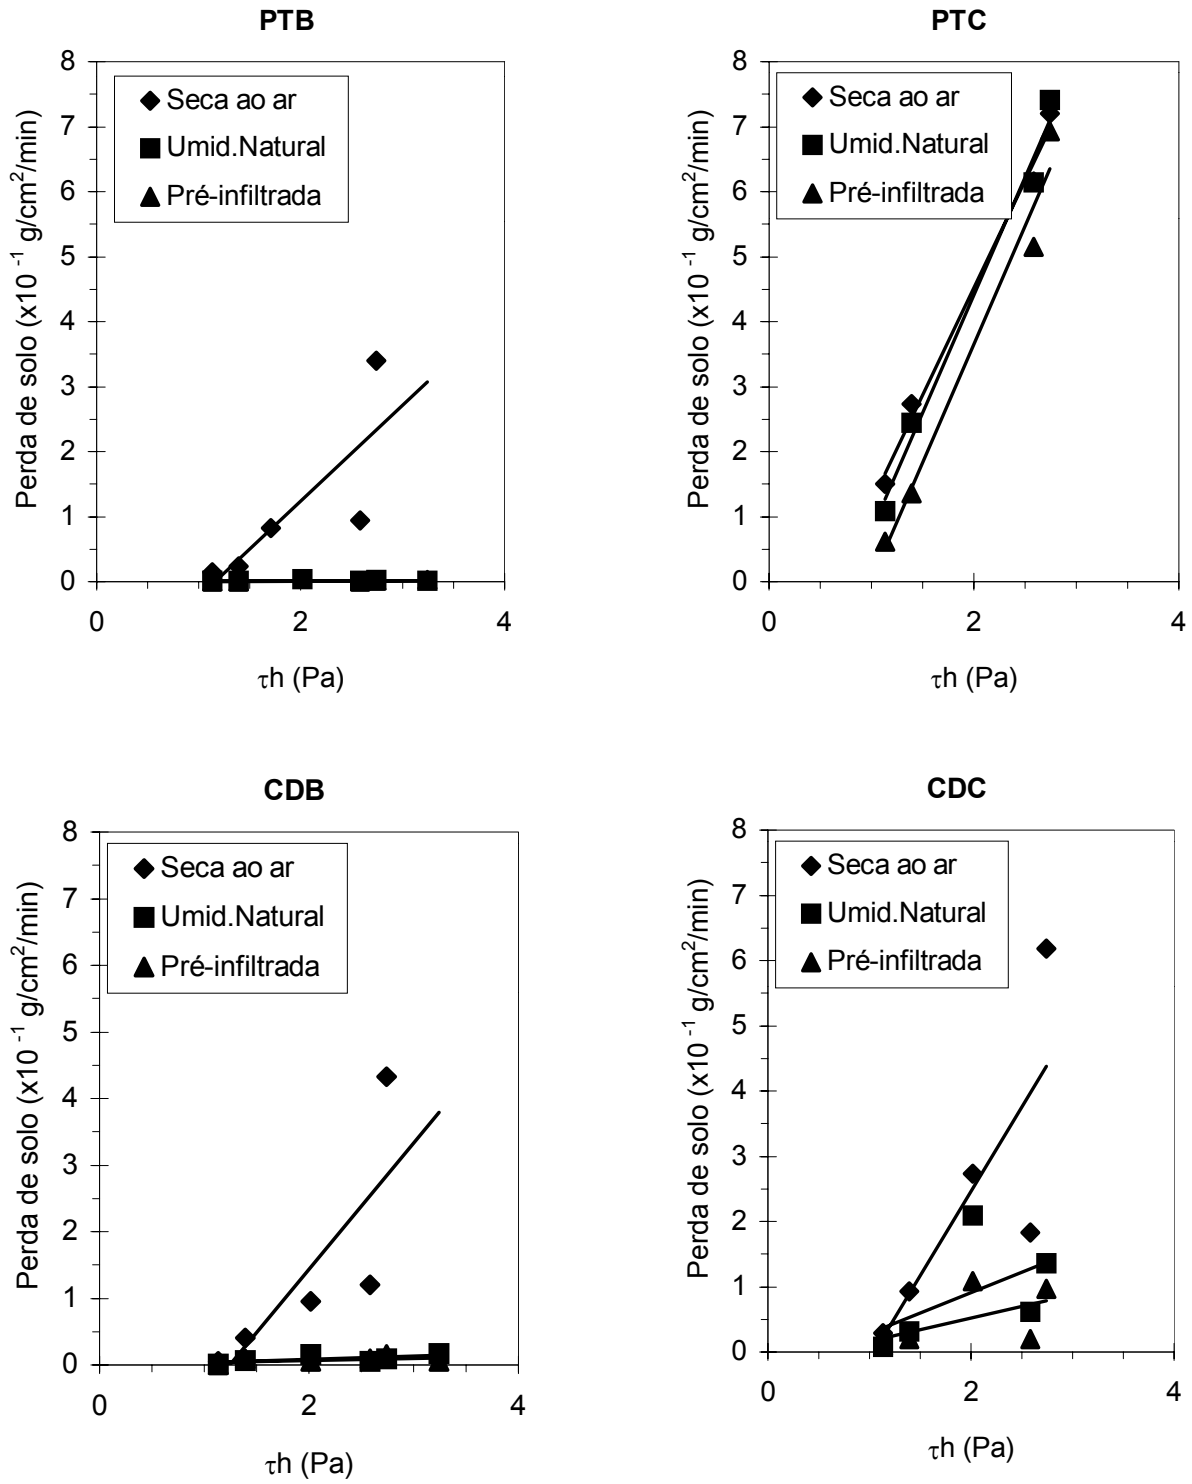 PTB
Perda de solo (x10 -1 g/cm2/min)
8
7
6
5
4
3
2
1
0
Seca ao ar
Umid.Natural
Pré-infiltrada
0 2 4
τh (Pa)
PTC
Perda de solo (x10 -1 g/cm2/min)
8
7
6
5
4
3
2
1
0
Seca ao ar
Umid.Natural
Pré-infiltrada
0 2 4
τh (Pa)
CDB
Perda de solo (x10 -1 g/cm2/min)
8
7
6
5
4
3
2
1
0
Seca ao ar
Umid.Natural
Pré-infiltrada
0 2 4
τh (Pa)
CDC
Perda de solo (x10 -1 g/cm2/min)
8
7
6
5
4
3
2
1
0
Seca ao ar
Umid.Natural
Pré-infiltrada
0 2 4
τh (Pa)